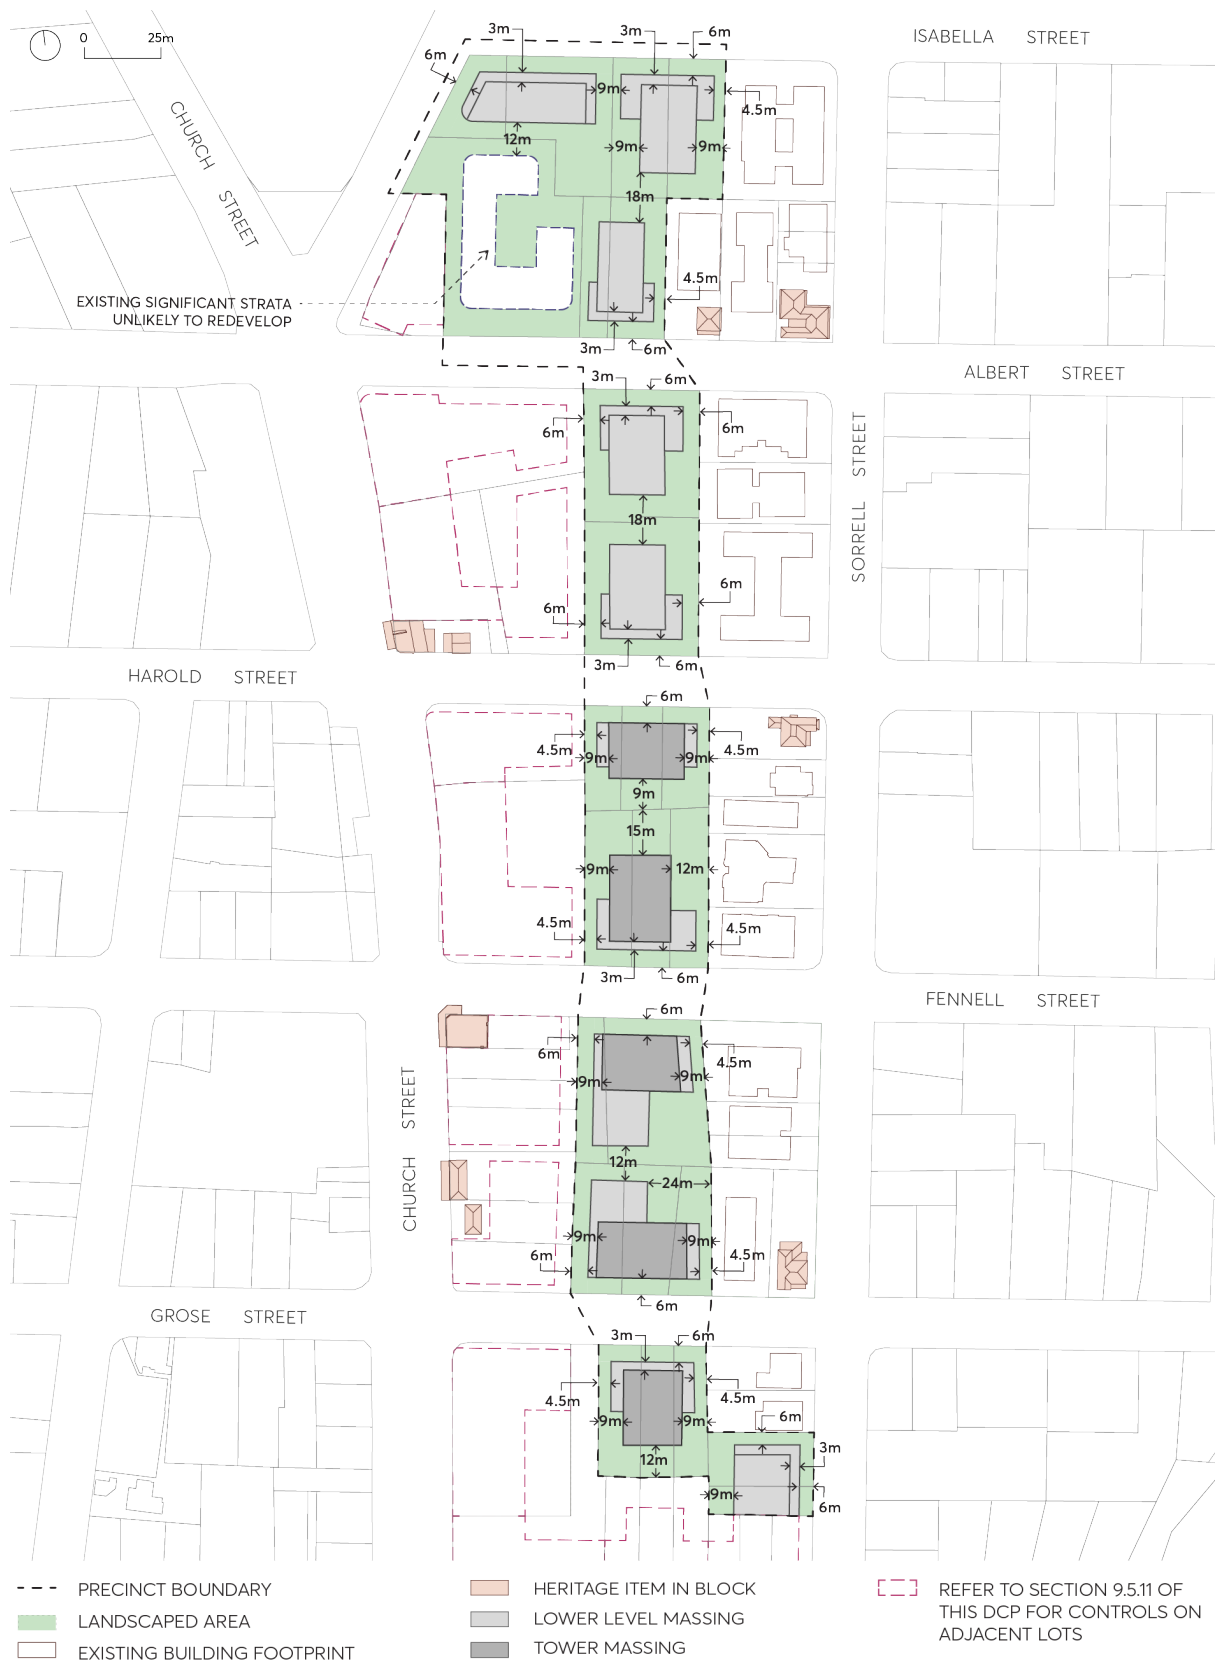 0 25m
ISABELLA STREET
3m
3m
6m
6m
9m
4.5m
CHURCH STREET
12m
9m
9m
18m
4.5m
EXISTING SIGNIFICANT STRATA
UNLIKELY TO REDEVELOP
3m
6m
ALBERT STREET
3m
6m
6m
6m
SORRELL STREET
18m
6m
6m
3m
6m
HAROLD STREET
6m
4.5m
4.5m
9m
9m
9m
15m
9m
12m
4.5m
4.5m
3m
6m
FENNELL STREET
6m
6m
4.5m
9m
9m
CHURCH STREET
12m
24m
9m
9m
6m
4.5m
6m
GROSE STREET
3m
6m
4.5m
4.5m
9m
9m
6m
12m
3m
9m
6m
PRECINCT BOUNDARY
LANDSCAPED AREA
EXISTING BUILDING FOOTPRINT
HERITAGE ITEM IN BLOCK
LOWER LEVEL MASSING
TOWER MASSING
REFER TO SECTION 9.5.11 OF
THIS DCP FOR CONTROLS ON
ADJACENT LOTS